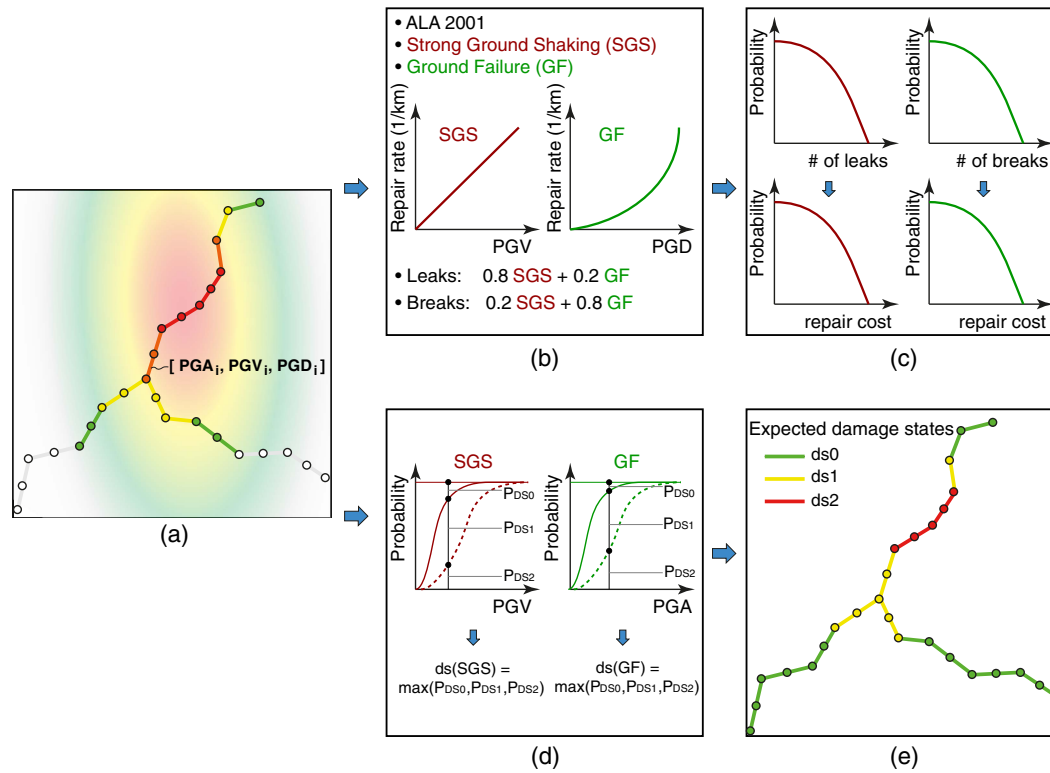 [ PGAi, PGVi, PGDi]
(a)
• ALA 2001
• Strong Ground Shaking (SGS)
• Ground Failure (GF)
Repair rate (1/km)
SGS
PGV
Repair rate (1/km)
GF
PGD
• Leaks: 0.8 SGS + 0.2 GF
• Breaks: 0.2 SGS + 0.8 GF
(b)
Probability
# of leaks
Probability
# of breaks
Probability
repair cost
Probability
repair cost
(c)
SGS
Probability
PDS0
PDS1
PDS2
PGV
GF
Probability
PDS0
PDS1
PDS2
PGA
ds(SGS) =
max(PDS0,PDS1,PDS2)
ds(GF) =
max(PDS0,PDS1,PDS2)
(d)
Expected damage states
ds0
ds1
ds2
(e)